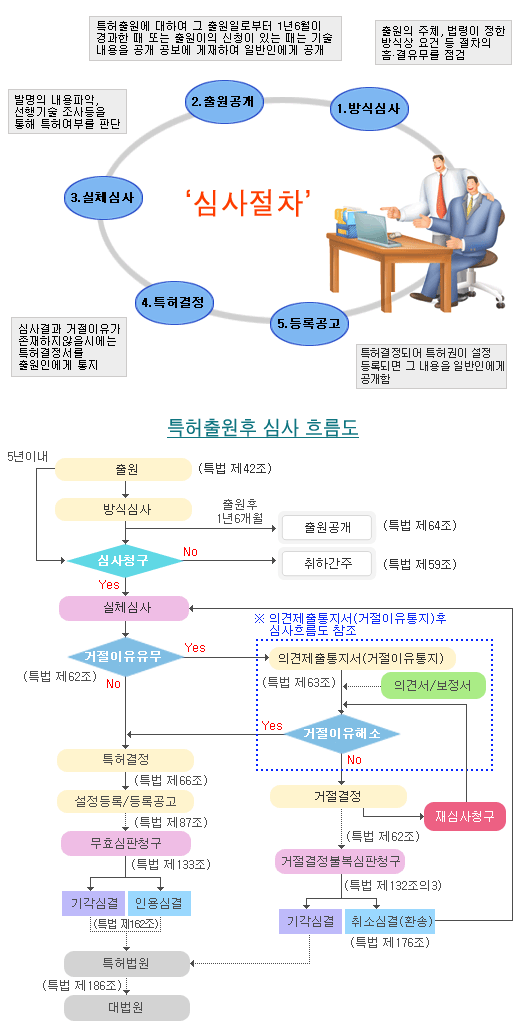 특허출원에 대하여 그 출원일로부터 1년6월이
경과한 때 또는 출원이의 신청이 있는 때는 기술
내용을 공개 공보에 게재하여 일반인에게 공개
출원의 주체, 법령이 정한
방식상 요건 등 절차의
흠·결유무를 점검
2.출원공개
1.방식심사
발명의 내용파악,
선행기술 조사등을
통해 특허여부를 판단
3.실체심사
‘심사절차’
4.특허결정
5.등록공고
심사결과 거절이유가
존재하지않을시에는
특허결정서를
출원인에게 통지
특허결정되어 특허권이 설정
등록되면 그 내용을 일반인에게
공개함
특허출원후 심사 흐름도
5년이내
출원
(특법 제42조)
방식심사
출원후
1년6개월
출원공개
(특법 제64조)
심사청구
No
취하간주
(특법 제59조)
Yes
실체심사
※ 의견제출통지서(거절이유통지)후
심사흐름도 참조
거절이유유무
Yes
의견제출통지서(거절이유통지)
(특법 제62조)
No
(특법 제63조)
의견서/보정서
Yes
거절이유해소
No
특허결정
(특법 제66조)
설정등록/등록공고
거절결정
재심사청구
(특법 제87조)
(특법 제62조)
무효심판청구
거절결정불복심판청구
(특법 제133조)
(특법 제132조의3)
기각심결
인용심결
기각심결
취소심결(환송)
(특법 제162조)
(특법 제176조)
특허법원
(특법 제186조)
대법원